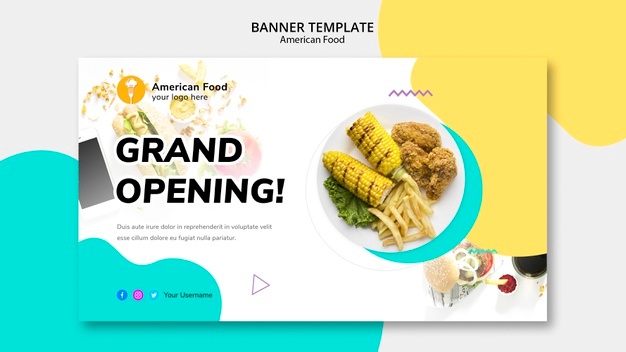 BANNER TEMPLATE
American Food
American Food
your logo here
GRAND
OPENING!
Duis aute irure dolor in reprehenderit in voluptate velit
esse cillum dolore eu fugiat nulla pariatur.
Your Username